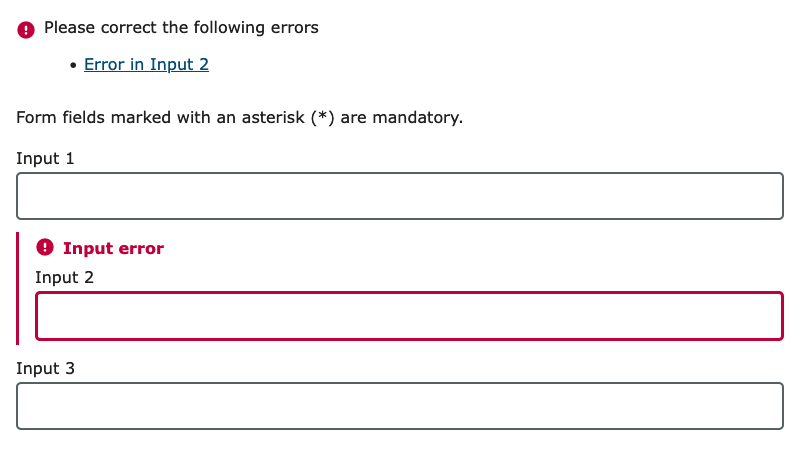 Please correct the following errors
• Error in Input 2
Form fields marked with an asterisk (*) are mandatory.
Input 1
Input error
Input 2
Input 3